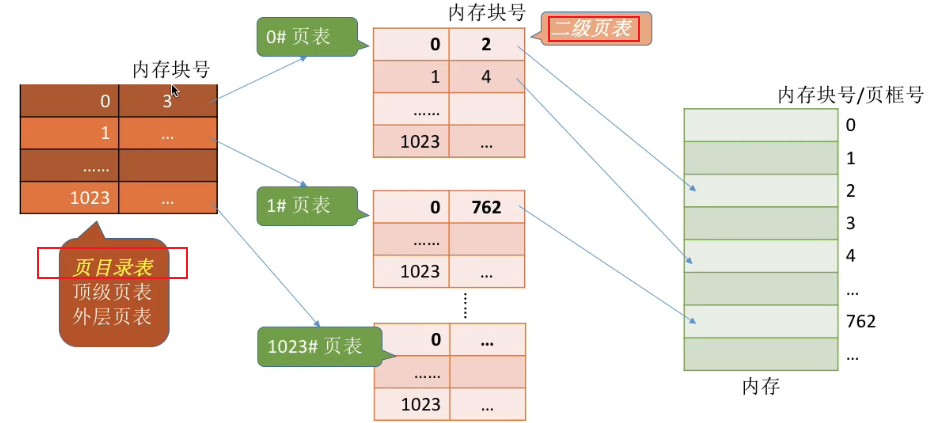 内存块号
0 3
1 …
……
1023 …
页目录表
顶级页表
外层页表
0# 页表
内存块号
二级页表
0 2
1 4
……
1023 …
1# 页表
0 762
……
1023 …
……
1023# 页表
0 …
……
1023 …
内存块号/页框号
0
1
2
3
4
…
762
…
内存